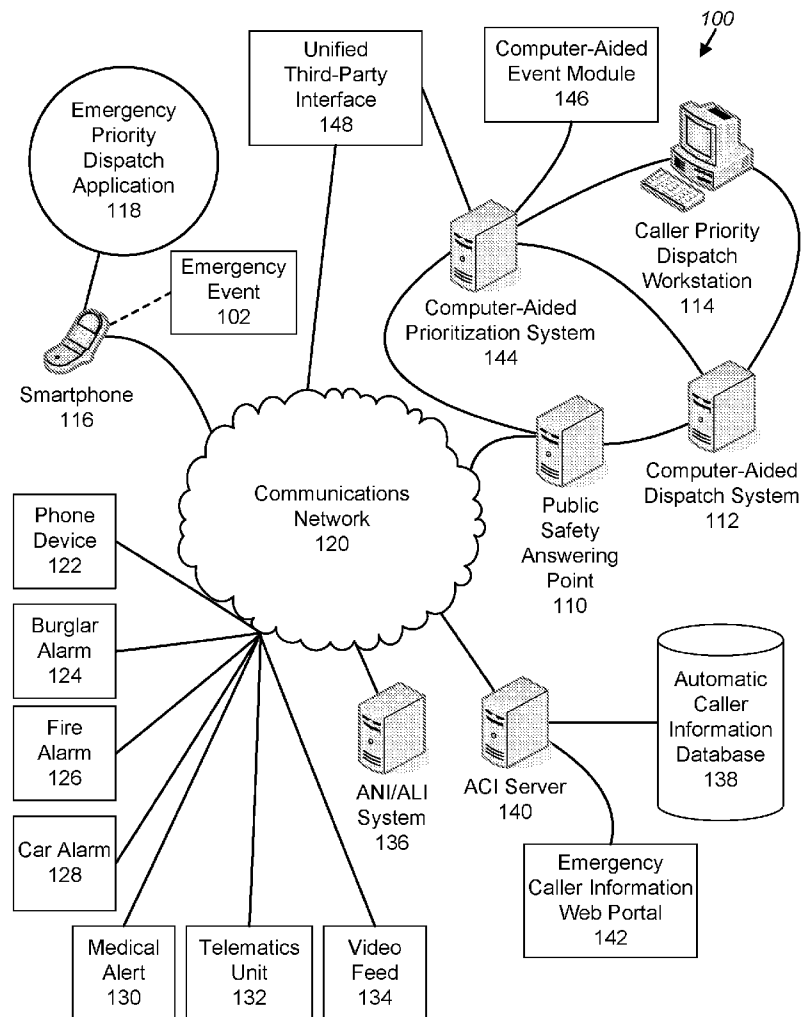 100
Unified
Third-Party
Interface
148
Computer-Aided
Event Module
146
Emergency
Priority
Dispatch
Application
118
Emergency
Event
102
Smartphone
116
Computer-Aided
Prioritization System
144
Caller Priority
Dispatch
Workstation
114
Communications
Network
120
Public
Safety
Answering
Point
110
Computer-Aided
Dispatch System
112
Phone
Device
122
Burglar
Alarm
124
Fire
Alarm
126
Car Alarm
128
Medical
Alert
130
Telematics
Unit
132
Video
Feed
134
ANI/ALI
System
136
ACI Server
140
Automatic
Caller
Information
Database
138
Emergency
Caller Information
Web Portal
142